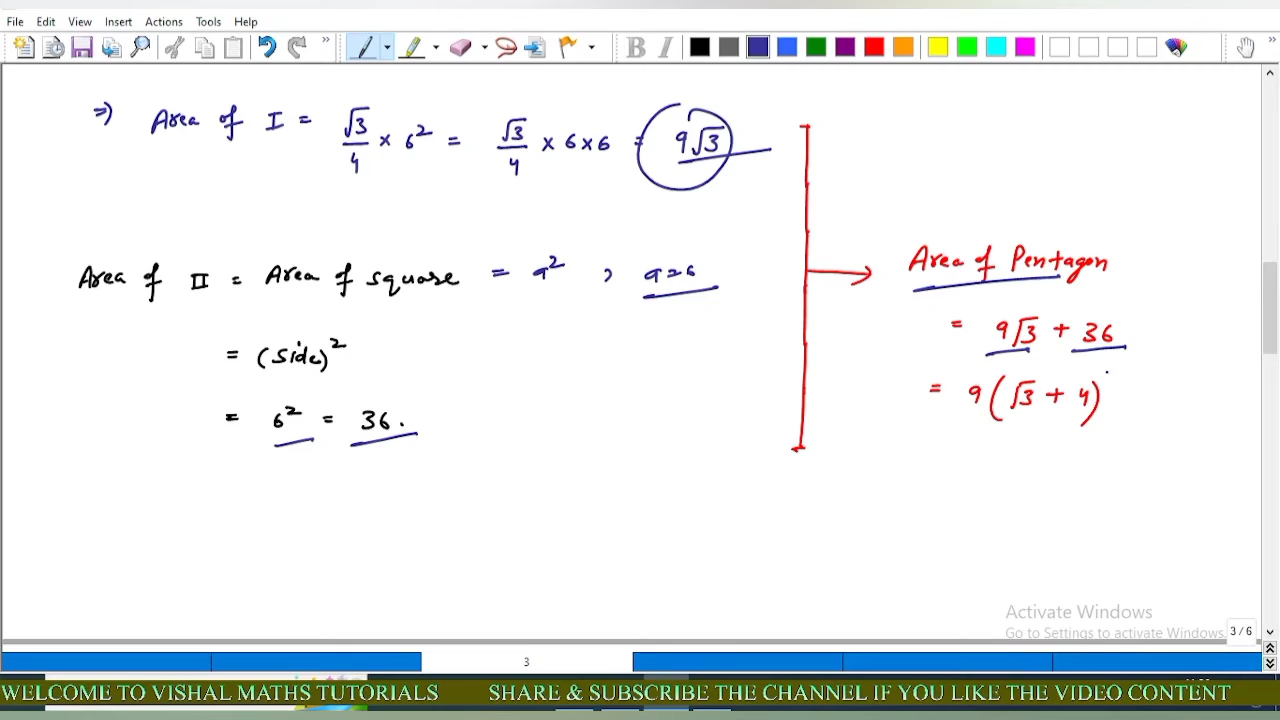 File Edit View Insert Actions Tools Help
⇒) Area of I = √3/4 × 6² = √3/4 × 6 × 6 = 9√3
Area of II = Area of square = a² , a=6
= (Side)²
= 6² = 36.
Area of Pentagon
= 9√3 + 36
= 9(√3 + 4)
Activate Windows
Go to Settings to activate Windows.
3 / 6
3
WELCOME TO VISHAL MATHS TUTORIALS SHARE & SUBSCRIBE THE CHANNEL IF YOU LIKE THE VIDEO CONTENT